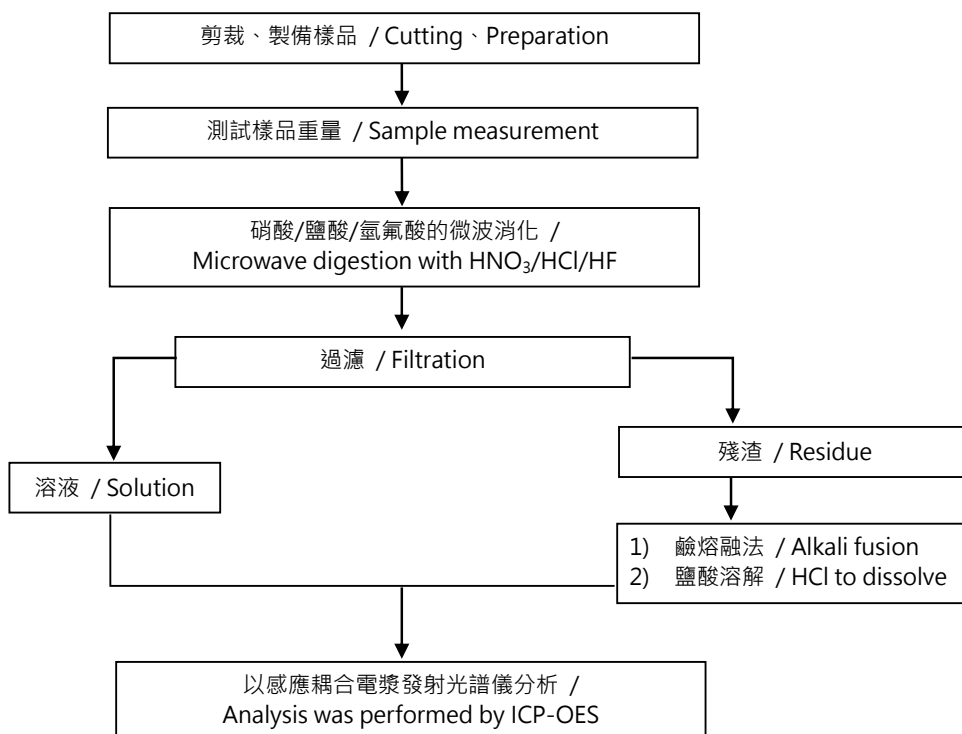 剪裁、製備樣品 / Cutting、Preparation
測試樣品重量 / Sample measurement
硝酸/鹽酸/氫氟酸的微波消化 /
Microwave digestion with HNO₃/HCl/HF
過濾 / Filtration
溶液 / Solution
殘渣 / Residue
1) 鹼熔融法 / Alkali fusion
2) 鹽酸溶解 / HCl to dissolve
以感應耦合電漿發射光譜儀分析 /
Analysis was performed by ICP-OES